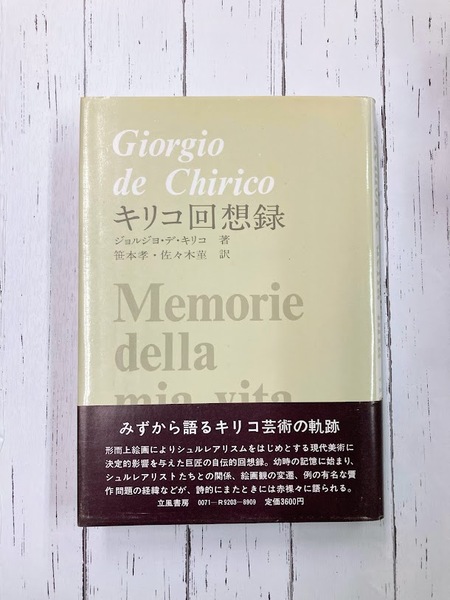 Giorgio
de Chirico
キリコ回想録
ジョルジョ・デ・キリコ 著
笹本孝・佐々木菫 訳
Memorie
della
mia vita
みずから語るキリコ芸術の軌跡
形而上絵画によりシュルレアリスムをはじめとする現代美術に
決定的影響を与えた巨匠の自伝的回想録。幼時の記憶に始まり、
シュルレアリストたちとの関係、絵画観の変遷、例の有名な贋
作問題の経緯などが、詩的にまたときには赤裸々に語られる。
立風書房 0071-R9203-8909 定価3600円